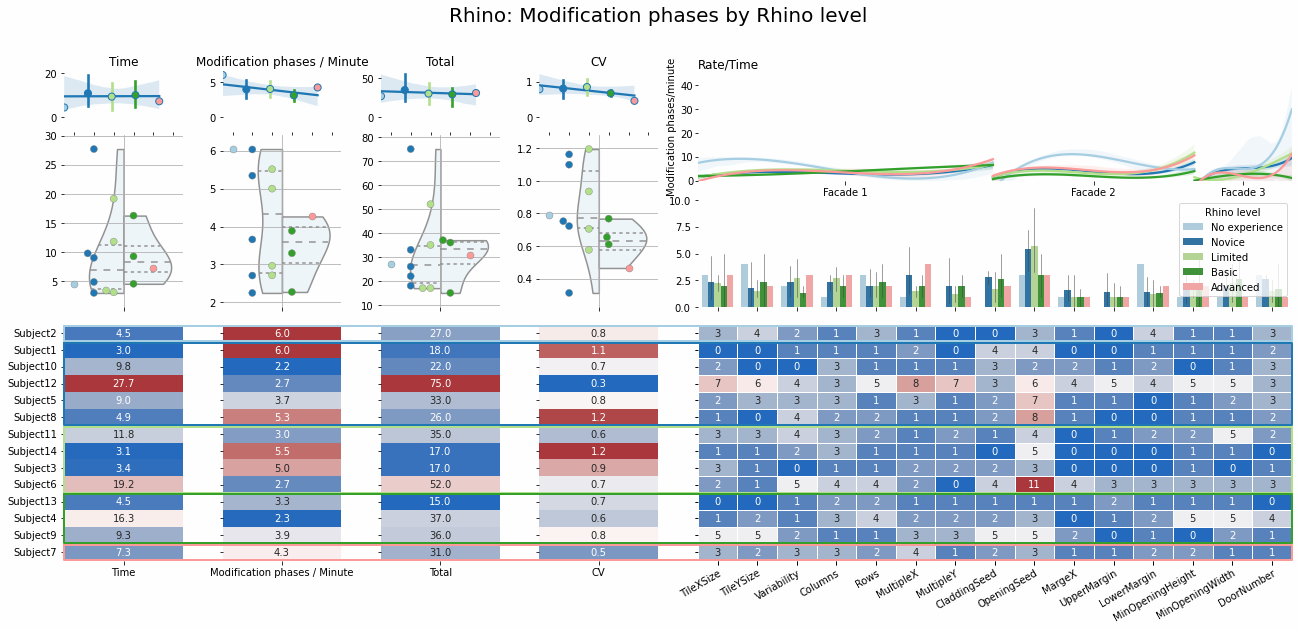 Rhino: Modification phases by Rhino level
Time
Modification phases / Minute
Total
CV
Rate/Time
20
0
5
0
50
0
1
0
Modification phases/minute
40
30
20
10
0
Facade 1
Facade 2
Facade 3
30
25
20
15
10
5
6
5
4
3
2
80
70
60
50
40
30
20
10
1.2
1.0
0.8
0.6
0.4
10.0
7.5
5.0
2.5
0.0
Rhino level
No experience
Novice
Limited
Basic
Advanced
Subject2 4.5 6.0 27.0 0.8 3 4 2 1 3 1 0 0 3 1 0 4 1 1 3
Subject1 3.0 6.0 18.0 1.1 0 0 1 1 1 2 0 4 4 0 0 1 1 1 2
Subject10 9.8 2.2 22.0 0.7 2 0 0 3 1 1 1 3 2 2 1 2 0 1 3
Subject12 27.7 2.7 75.0 0.3 7 6 4 3 5 8 7 3 6 4 5 4 5 5 3
Subject5 9.0 3.7 33.0 0.8 2 3 3 3 1 3 1 2 7 1 1 0 1 2 3
Subject8 4.9 5.3 26.0 1.2 1 0 4 2 2 1 1 2 8 1 0 0 1 1 2
Subject11 11.8 3.0 35.0 0.6 3 3 4 3 2 1 2 1 4 0 1 2 2 5 2
Subject14 3.1 5.5 17.0 1.2 1 1 2 3 1 1 1 0 5 0 0 1 1 1 0
Subject3 3.4 5.0 17.0 0.9 3 1 0 1 1 2 2 2 3 0 0 0 1 0 1
Subject6 19.2 2.7 52.0 0.7 2 1 5 4 4 2 0 4 11 4 3 3 3 3 3
Subject13 4.5 3.3 15.0 0.7 0 0 1 2 2 1 1 1 1 1 2 1 1 1 0
Subject4 16.3 2.3 37.0 0.6 1 2 1 3 4 2 2 2 3 0 1 2 5 5 4
Subject9 9.3 3.9 36.0 0.8 5 5 2 1 1 3 3 5 5 2 0 1 0 2 1
Subject7 7.3 4.3 31.0 0.5 3 2 3 3 2 4 1 2 3 1 1 2 2 1 1
Time
Modification phases / Minute
Total
CV
TileXSize
TileYSize
Variability
Columns
Rows
MultipleX
MultipleY
CladdingSeed
OpeningSeed
MargeX
UpperMargin
LowerMargin
MinOpeningHeight
MinOpeningWidth
DoorNumber